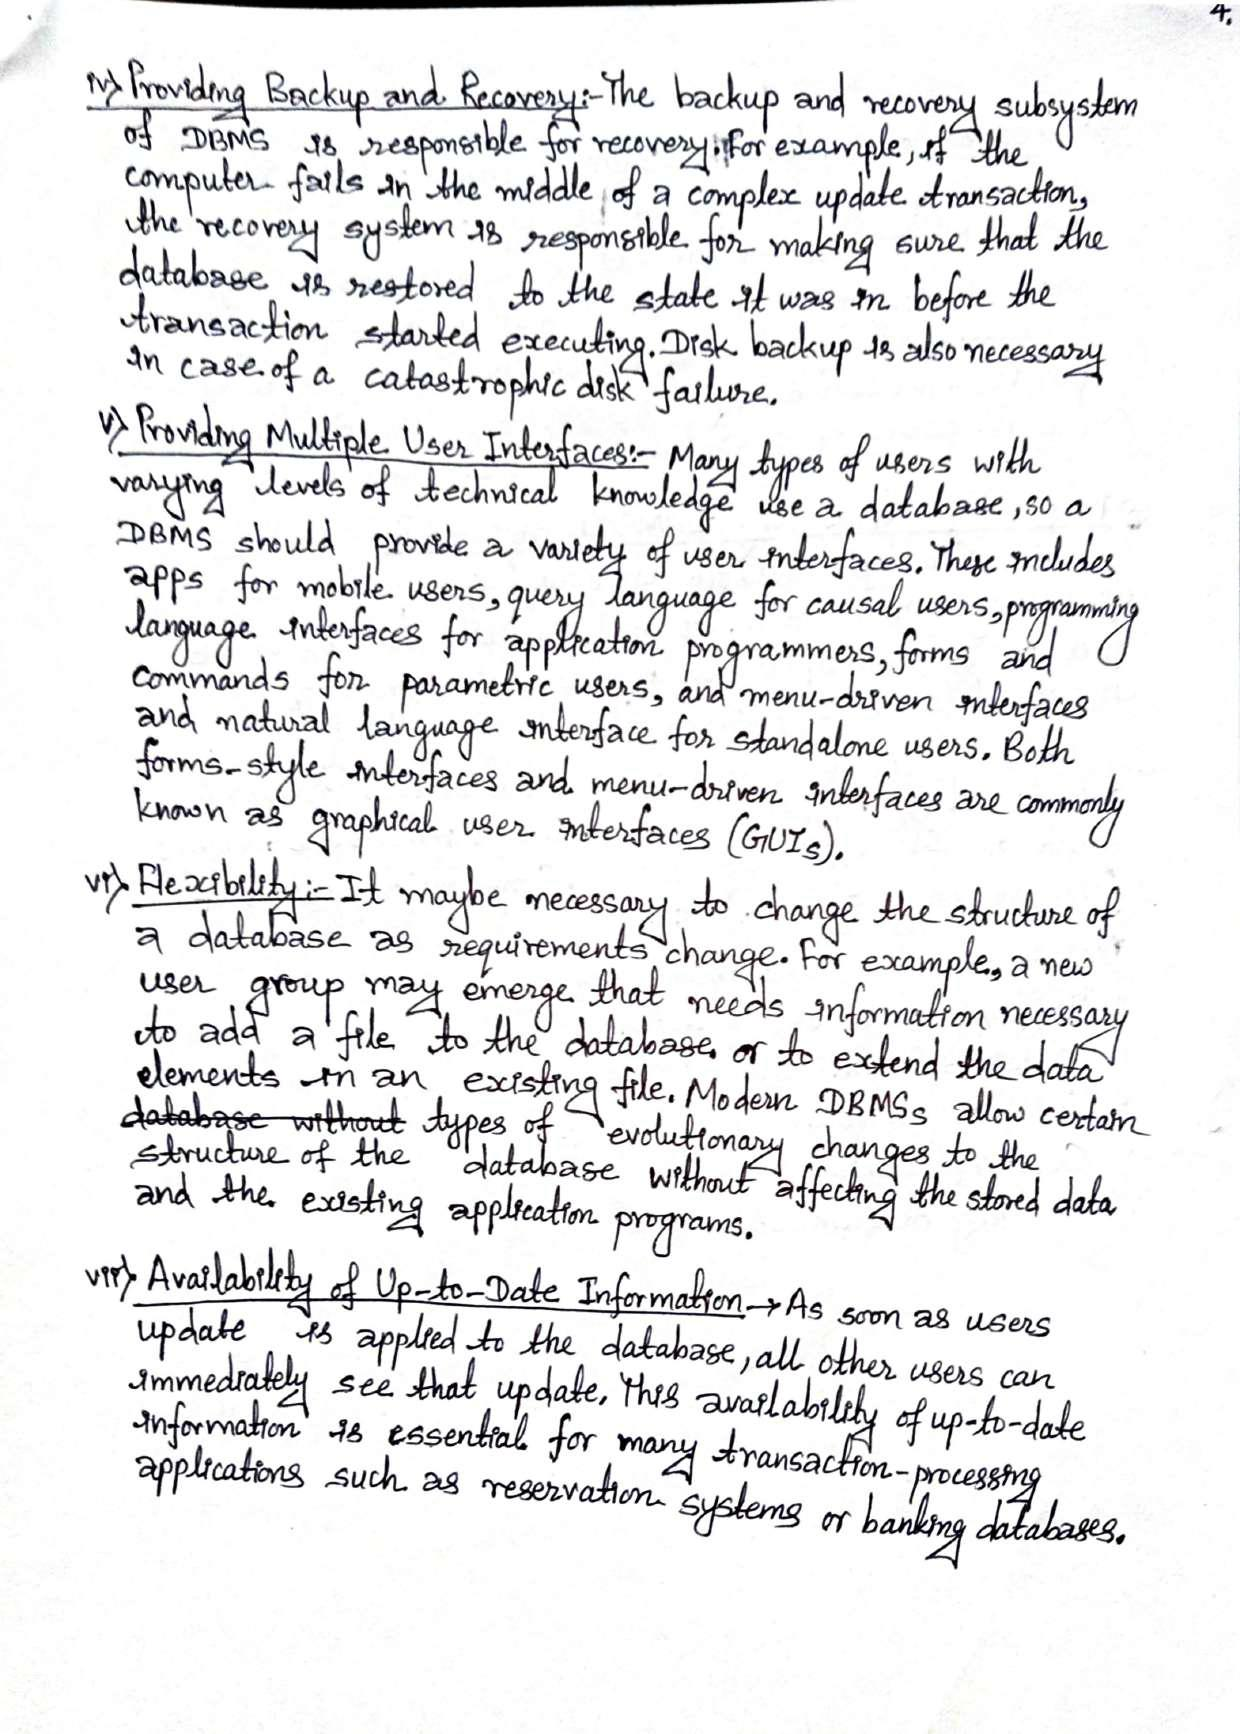 4.
iv) Providing Backup and Recovery:- The backup and recovery subsystem
of DBMS is responsible for recovery. For example, if the
computer fails in the middle of a complex update transaction,
the recovery system is responsible for making sure that the
database is restored to the state it was in before the
transaction started executing. Disk backup is also necessary
in case of a catastrophic disk failure.
v) Providing Multiple User Interfaces:- Many types of users with
varying levels of technical knowledge use a database, so a
DBMS should provide a variety of user interfaces. These includes
apps for mobile users, query language for causal users, programming
language interfaces for application programmers, forms and
commands for parametric users, and menu-driven interfaces
and natural language interface for standalone users. Both
forms-style interfaces and menu-driven interfaces are commonly
known as graphical user interfaces (GUIs).
vi) Flexibility:- It maybe necessary to change the structure of
a database as requirements change. For example, a new
user group may emerge that needs information necessary
to add a file to the database or to extend the data
elements in an existing file. Modern DBMSs allow certain
database without types of evolutionary changes to the
structure of the database without affecting the stored data
and the existing application programs.
vii) Availability of Up-to-Date Information → As soon as users
update is applied to the database, all other users can
immediately see that update. This availability of up-to-date
information is essential for many transaction-processing
applications such as reservation systems or banking databases.